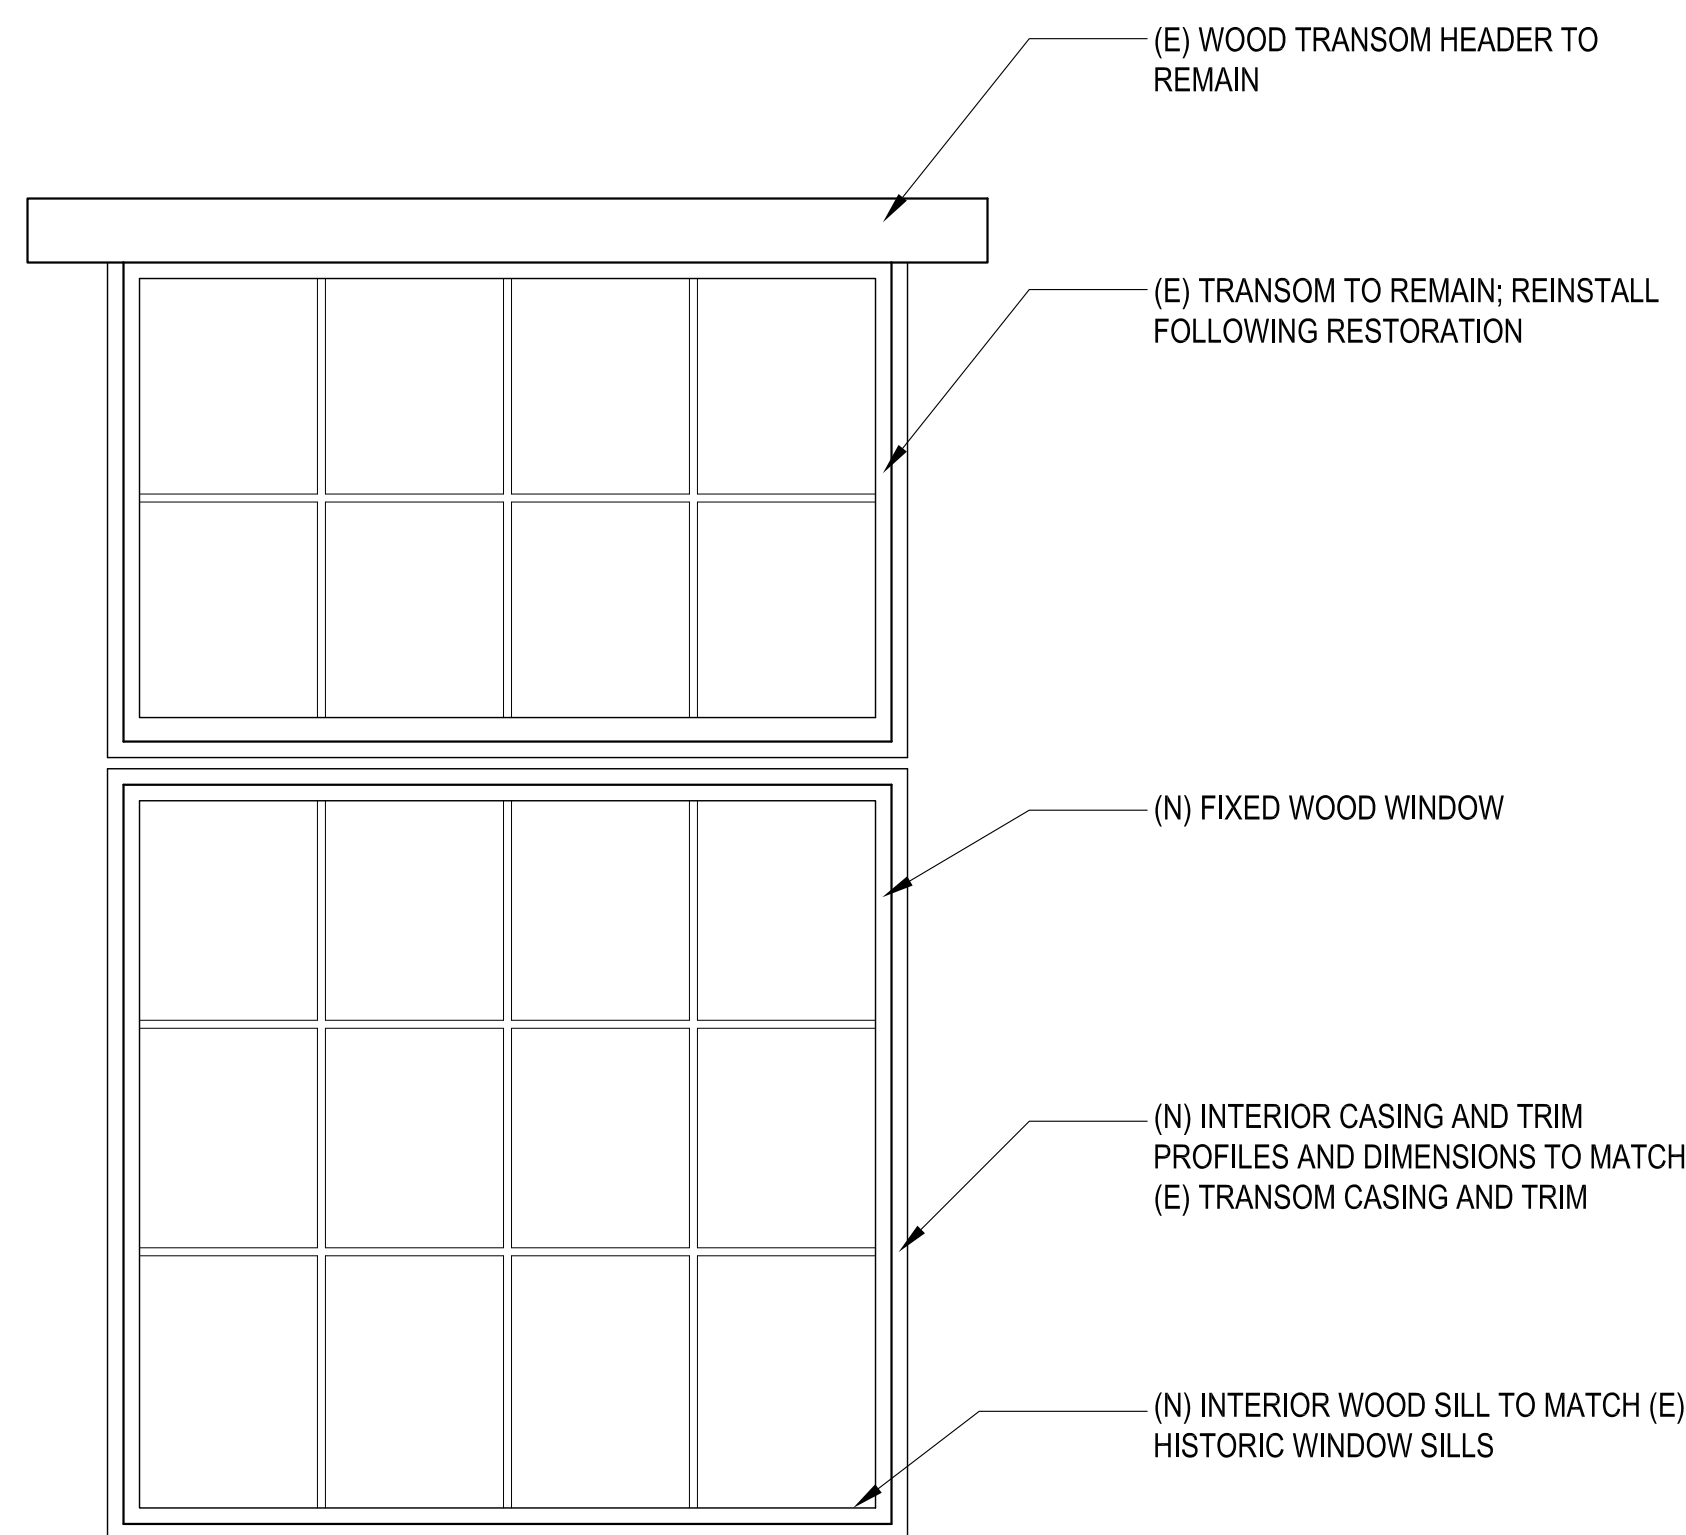 (E) WOOD TRANSOM HEADER TO
REMAIN
(E) TRANSOM TO REMAIN; REINSTALL
FOLLOWING RESTORATION
(N) FIXED WOOD WINDOW
(N) INTERIOR CASING AND TRIM
PROFILES AND DIMENSIONS TO MATCH
(E) TRANSOM CASING AND TRIM
(N) INTERIOR WOOD SILL TO MATCH (E)
HISTORIC WINDOW SILLS